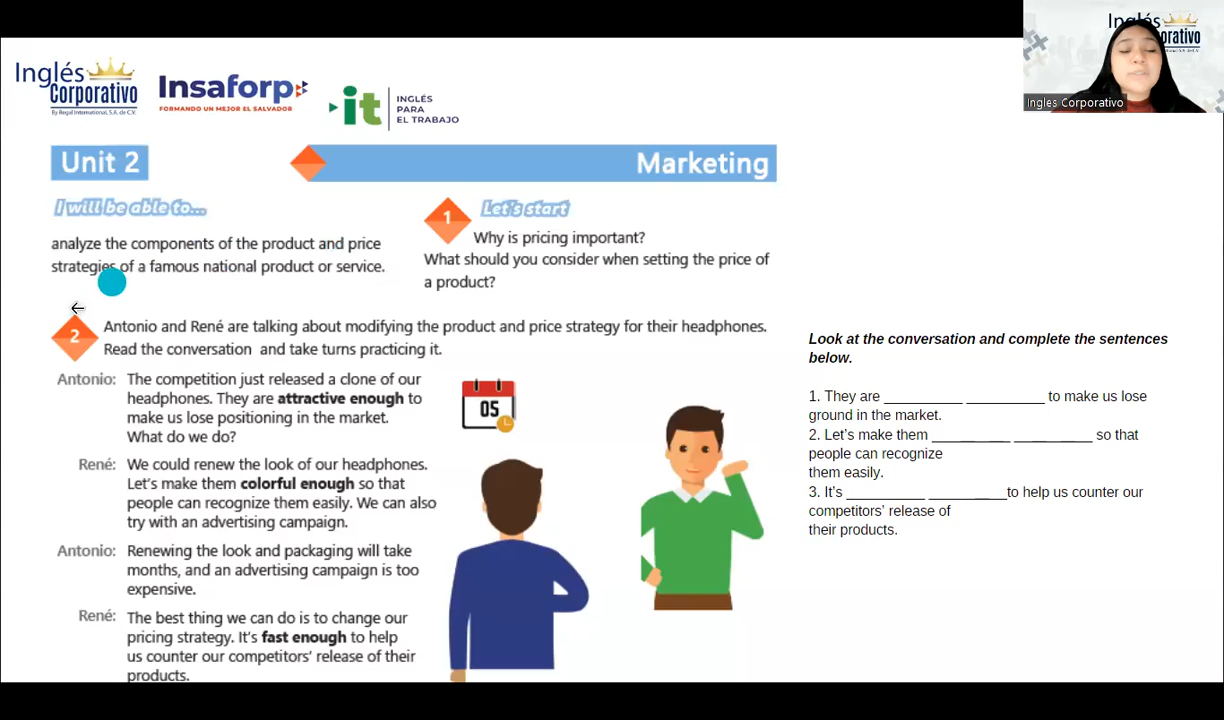 Inglés
Corporativo
By Regal International, S.A. de C.V.
Insaforp
FORMANDO UN MEJOR EL SALVADOR
it
INGLÉS
PARA
EL TRABAJO
Inglés
Corporativo
Ingles Corporativo
Unit 2
Marketing
I will be able to...
analyze the components of the product and price
strategies of a famous national product or service.
1
Let's start
Why is pricing important?
What should you consider when setting the price of
a product?
2
Antonio and René are talking about modifying the product and price strategy for their headphones.
Read the conversation and take turns practicing it.
Antonio: The competition just released a clone of our
headphones. They are attractive enough to
make us lose positioning in the market.
What do we do?
René: We could renew the look of our headphones.
Let's make them colorful enough so that
people can recognize them easily. We can also
try with an advertising campaign.
Antonio: Renewing the look and packaging will take
months, and an advertising campaign is too
expensive.
René: The best thing we can do is to change our
pricing strategy. It's fast enough to help
us counter our competitors' release of their
products.
05
Look at the conversation and complete the sentences
below.
1. They are __________ __________ to make us lose
ground in the market.
2. Let's make them __________ __________ so that
people can recognize
them easily.
3. It's __________ __________to help us counter our
competitors' release of
their products.